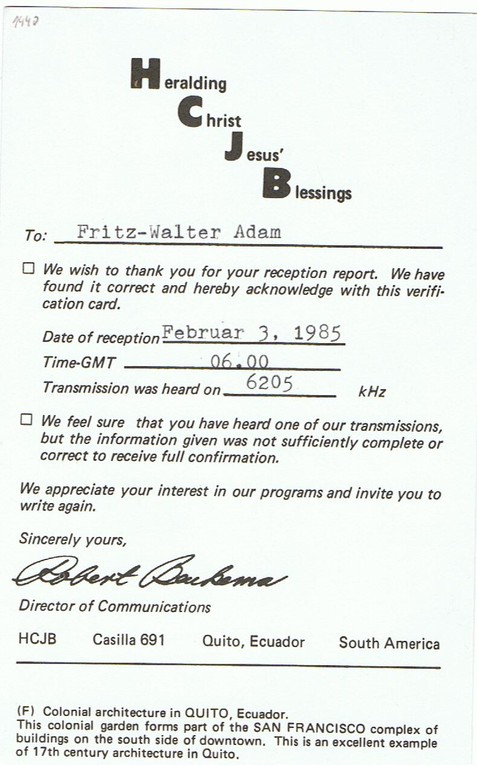 Heralding
Christ
Jesus'
Blessings
To: Fritz-Walter Adam
We wish to thank you for your reception report. We have
found it correct and hereby acknowledge with this verifi-
cation card.
Date of reception Februar 3, 1985
Time-GMT 06.00
Transmission was heard on 6205 kHz
We feel sure that you have heard one of our transmissions,
but the information given was not sufficiently complete or
correct to receive full confirmation.
We appreciate your interest in our programs and invite you to
write again.
Sincerely yours,
Robert Beukema
Director of Communications
HCJB Casilla 691 Quito, Ecuador South America
(F) Colonial architecture in QUITO, Ecuador.
This colonial garden forms part of the SAN FRANCISCO complex of
buildings on the south side of downtown. This is an excellent example
of 17th century architecture in Quito.